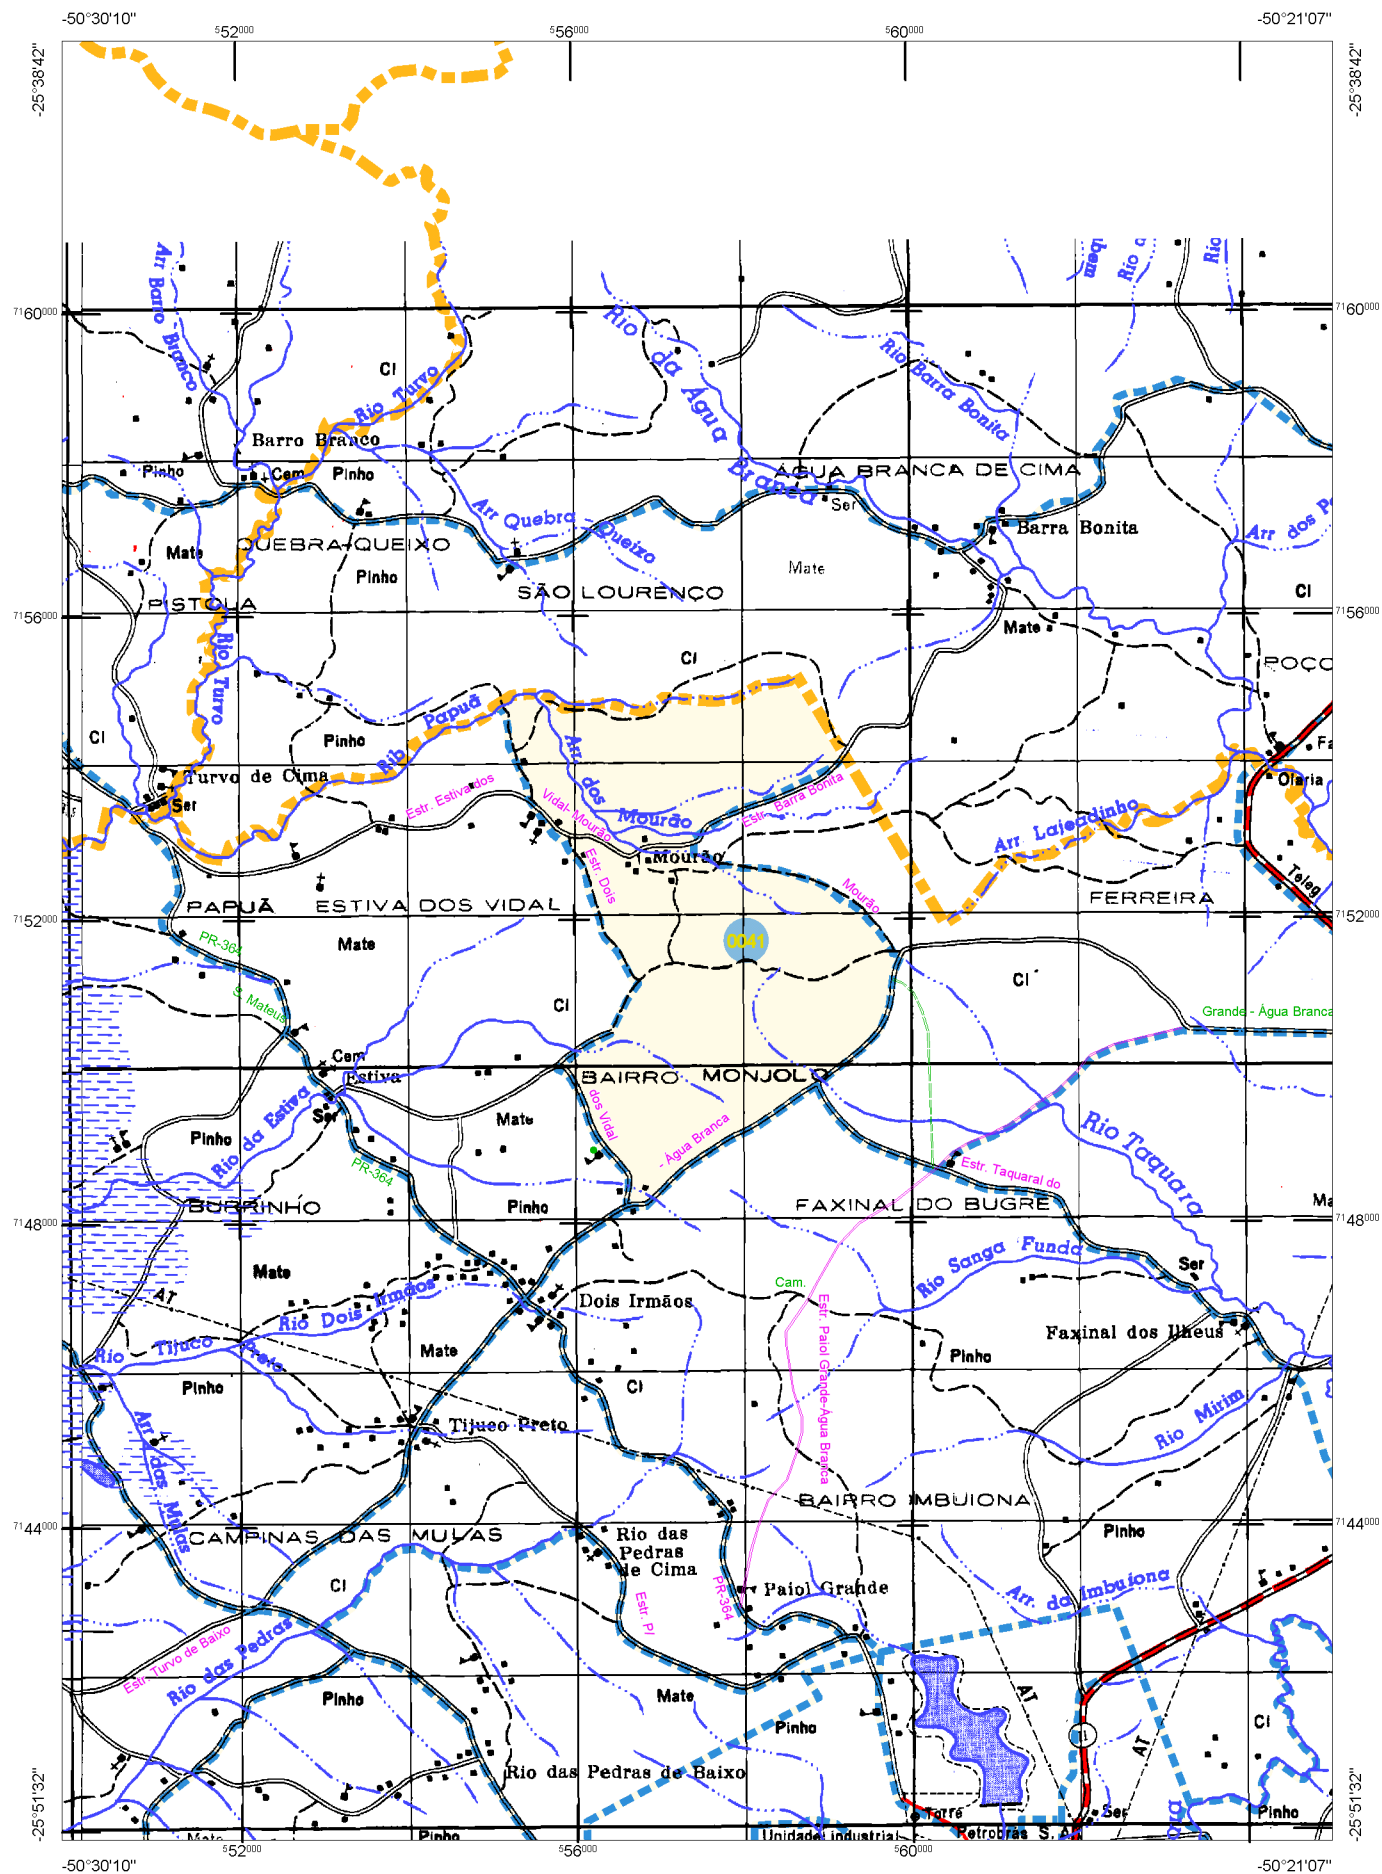 -50°30'10"
-50°21'07"
552000
556000
560000
-25°38'42"
-25°38'42"
Arr Barro-Branco
Rio
7160000
7160000
Rio da Água Branca
Rio Barra Bonita
CI
Rio Turvo
Barro Branco
Pinho
Cem
Pinho
ÁGUA BRANCA DE CIMA
Ser
Arr Quebra-Queixo
Barra Bonita
Mate
QUEBRA-QUEIXO
Pinho
Mate
SÃO LOURENÇO
CI
PISTOLA
7156000
7156000
Mate
Rio Turvo
CI
POÇO
Rib Papuã
CI
Pinho
Arr. dos Mourão
Turvo de Cima
Ser
Estr. Estiva dos
Vidal-Mourão
Estr. Barra Bonita
Olaria
Mourão
Arr. Lajeadinho
Mourão
Estr. Dois
Teleg
PAPUÃ
ESTIVA DOS VIDAL
Mourão
FERREIRA
7152000
7152000
PR-364
Mate
0041
S. Mateus
CI
CI
Grande - Água Branca
Cem
Estiva
BAIRRO MONJOLO
Ser
Rio da Estiva
Mate
dos Vidal
- Água Branca
Rio Taquara
Pinho
PR-364
Estr. Taquaral do
BURRINHO
Pinho
FAXINAL DO BUGRE
7148000
7148000
Mate
Rio Sanga Funda
Ser
AT
Cam.
Rio Dois Irmãos
Dois Irmãos
Estr. Paiol Grande-Água Branca
Faxinal dos Ilheus
Rio Tijuco Preto
Mate
Pinho
Pinho
CI
Arr. das Mulas
Tijuco Preto
Rio Mirim
BAIRRO IMBUIONA
7144000
7144000
CAMPINAS DAS MULAS
Rio das
Pedras
de Cima
Pinho
CI
PR-364
Paiol Grande
Arr. da Imbuiona
Estr. P/
Estr. Turvo de Baixo
Rio das Pedras
Pinho
Mate
AT
Pinho
CI
AT
Rio das Pedras de Baixo
Torre
Ser
Pinho
Mate
Pinho
Unidade industrial
Petrobras S. A.
-25°51'32"
-25°51'32"
552000
556000
560000
-50°30'10"
-50°21'07"